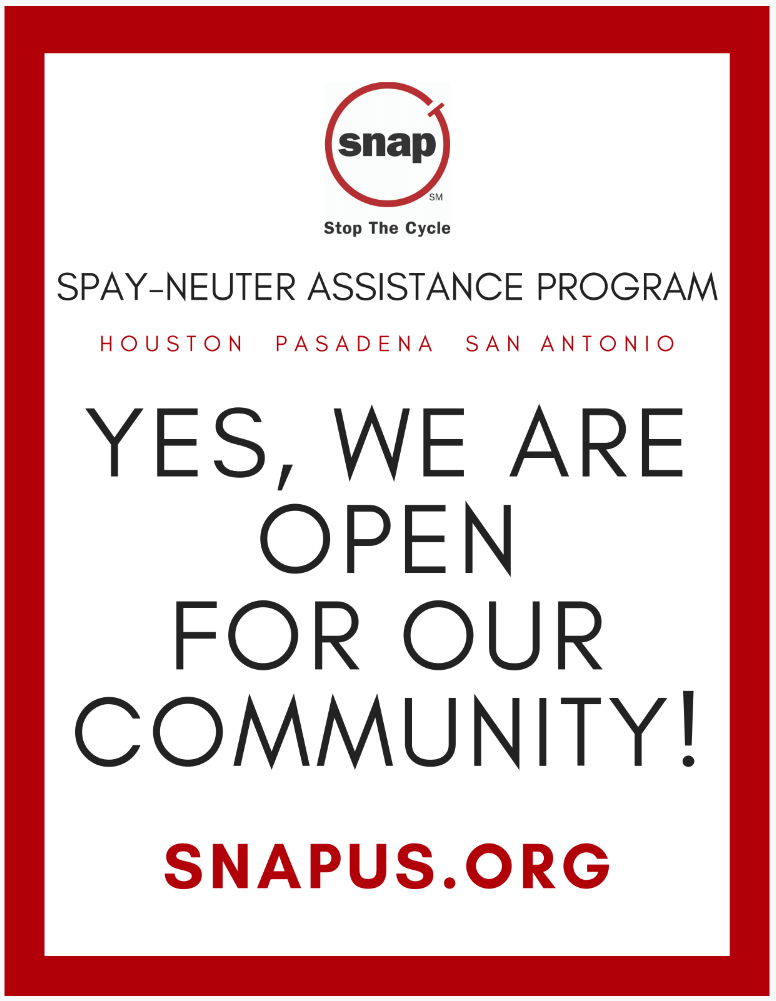 snap
SM
Stop The Cycle
SPAY-NEUTER ASSISTANCE PROGRAM
HOUSTON PASADENA SAN ANTONIO
YES, WE ARE
OPEN
FOR OUR
COMMUNITY!
SNAPUS.ORG